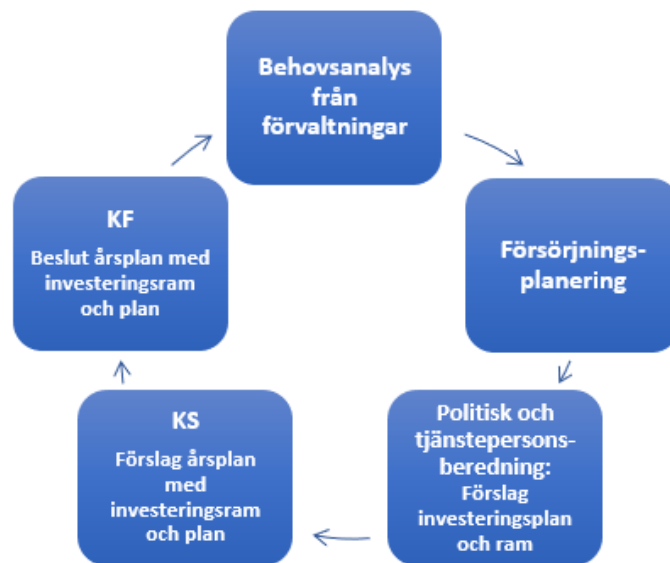 Behovsanalys
från
förvaltningar
Försörjnings-
planering
Politisk och
tjänstepersons-
beredning:
Förslag
investeringsplan
och ram
KS
Förslag årsplan
med
investeringsram
och plan
KF
Beslut årsplan med
investeringsram
och plan